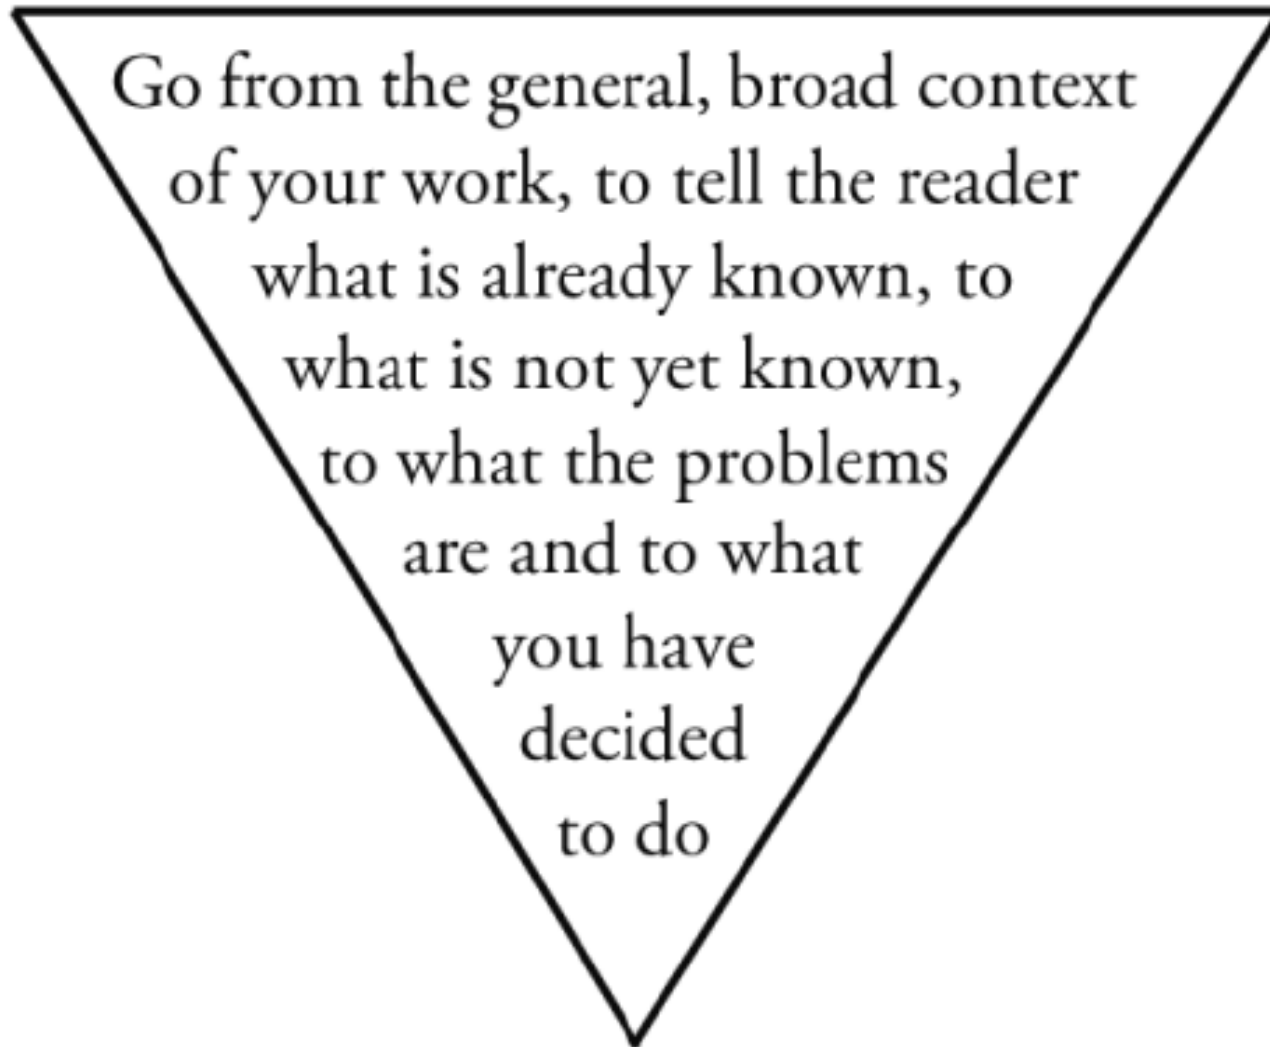 Go from the general, broad context
of your work, to tell the reader
what is already known, to
what is not yet known,
to what the problems
are and to what
you have
decided
to do